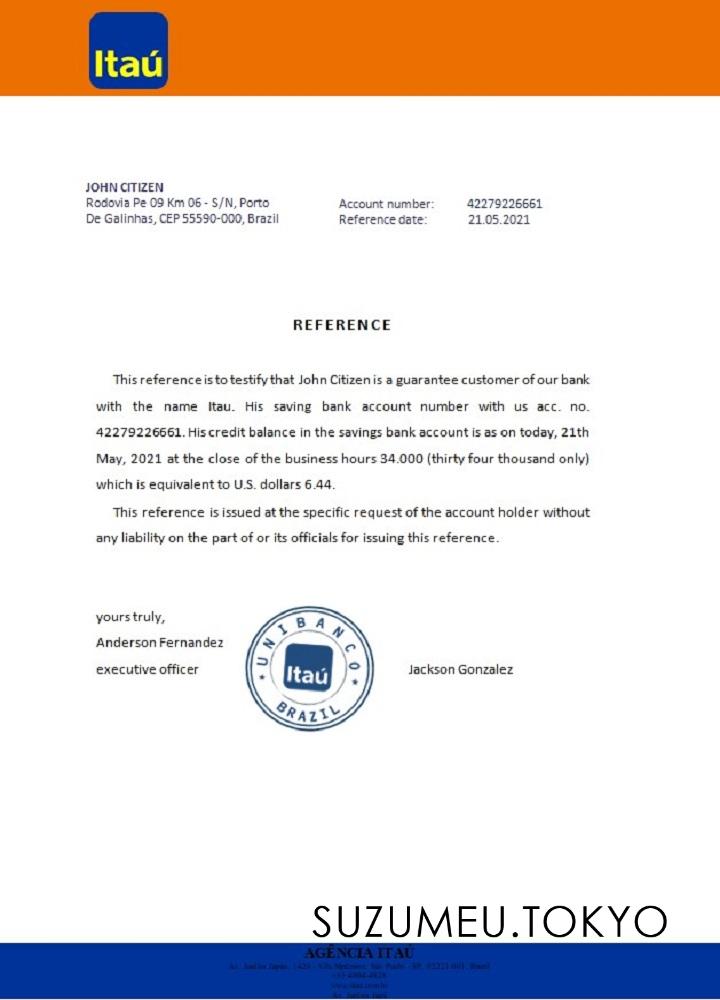 Itaú
JOHN CITIZEN
Rodovia Pe 09 Km 06 - S/N, Porto
De Galinhas, CEP 55590-000, Brazil
Account number: 42279226661
Reference date: 21.05.2021
REFERENCE
This reference is to testify that John Citizen is a guarantee customer of our bank
with the name Itau. His saving bank account number with us acc. no.
42279226661. His credit balance in the savings bank account is as on today, 21th
May, 2021 at the close of the business hours 34.000 (thirty four thousand only)
which is equivalent to U.S. dollars 6.44.
This reference is issued at the specific request of the account holder without
any liability on the part of or its officials for issuing this reference.
yours truly,
Anderson Fernandez
executive officer
UNIBANCO
Itaú
BRAZIL
Jackson Gonzalez
SUZUMEU.TOKYO
AGÊNCIA ITAÚ